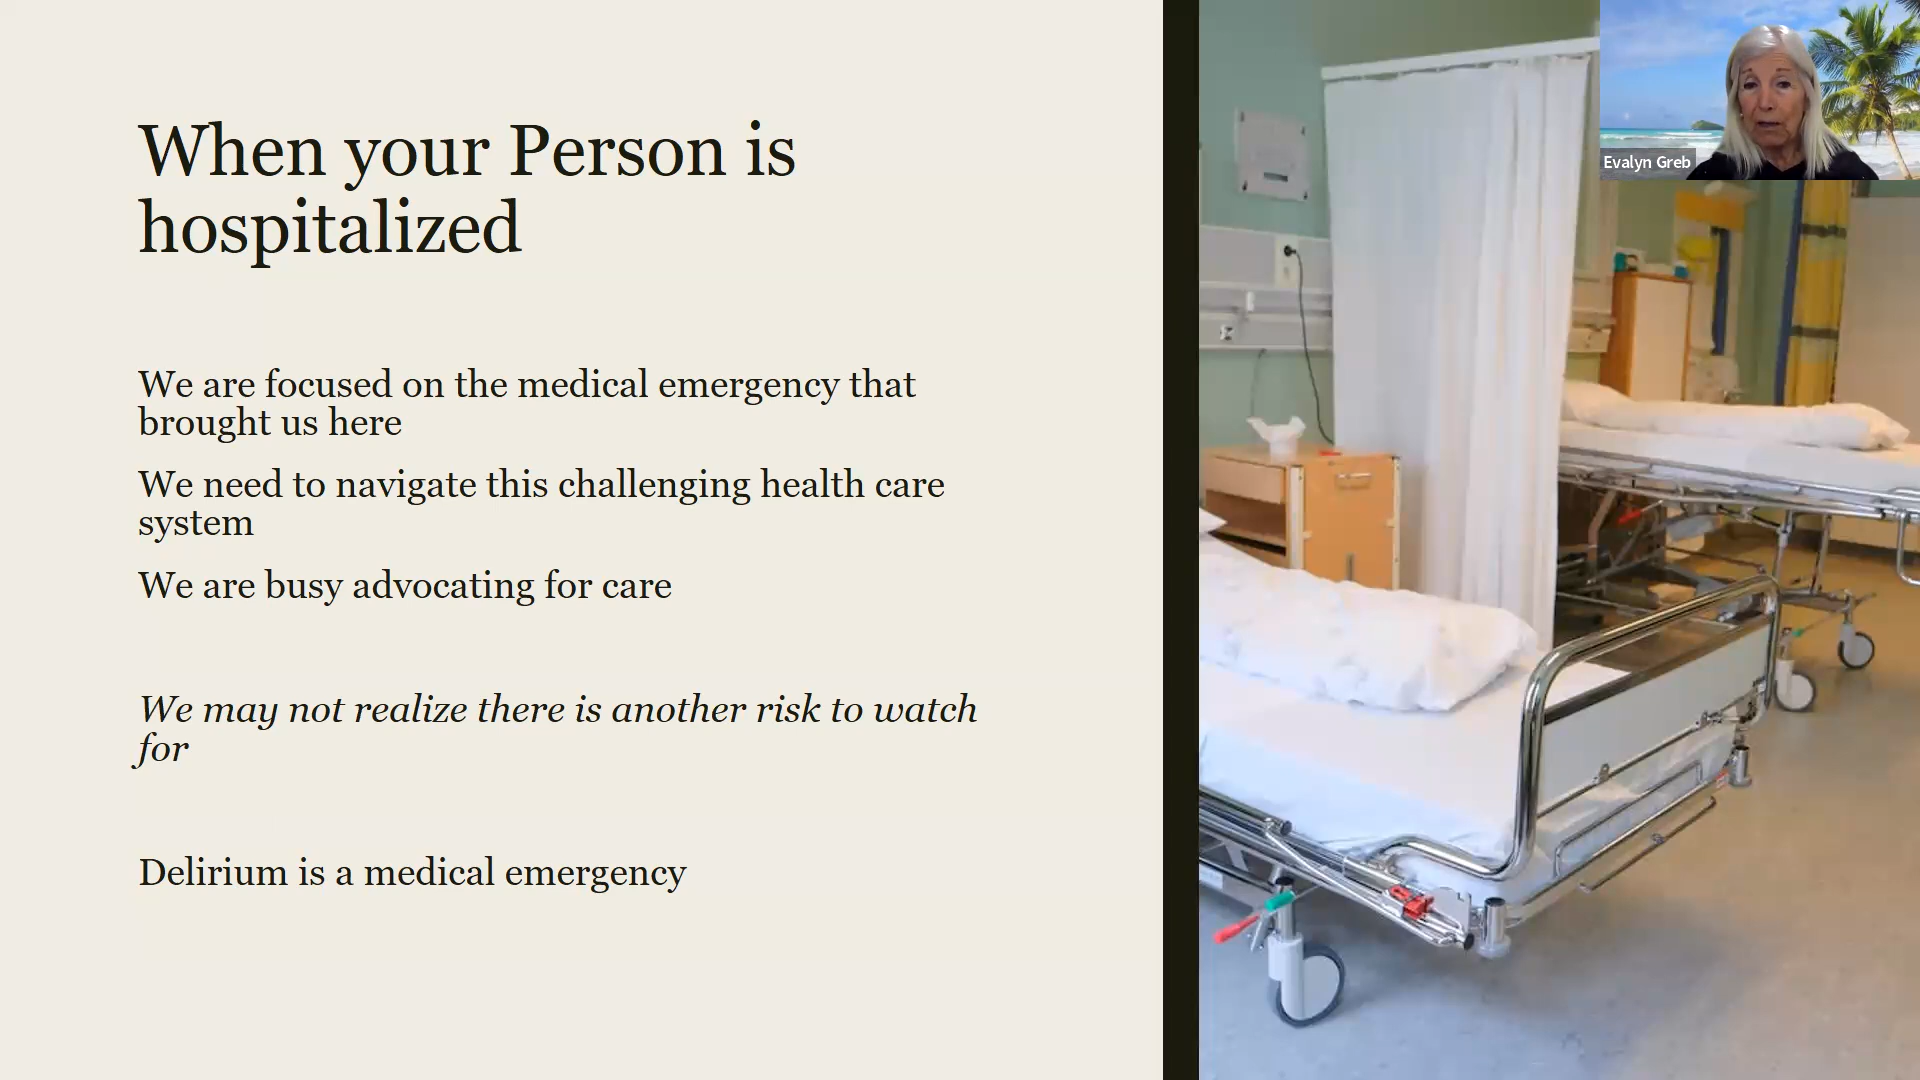 When your Person is
hospitalized
We are focused on the medical emergency that
brought us here
We need to navigate this challenging health care
system
We are busy advocating for care
We may not realize there is another risk to watch
for
Delirium is a medical emergency
Evalyn Greb